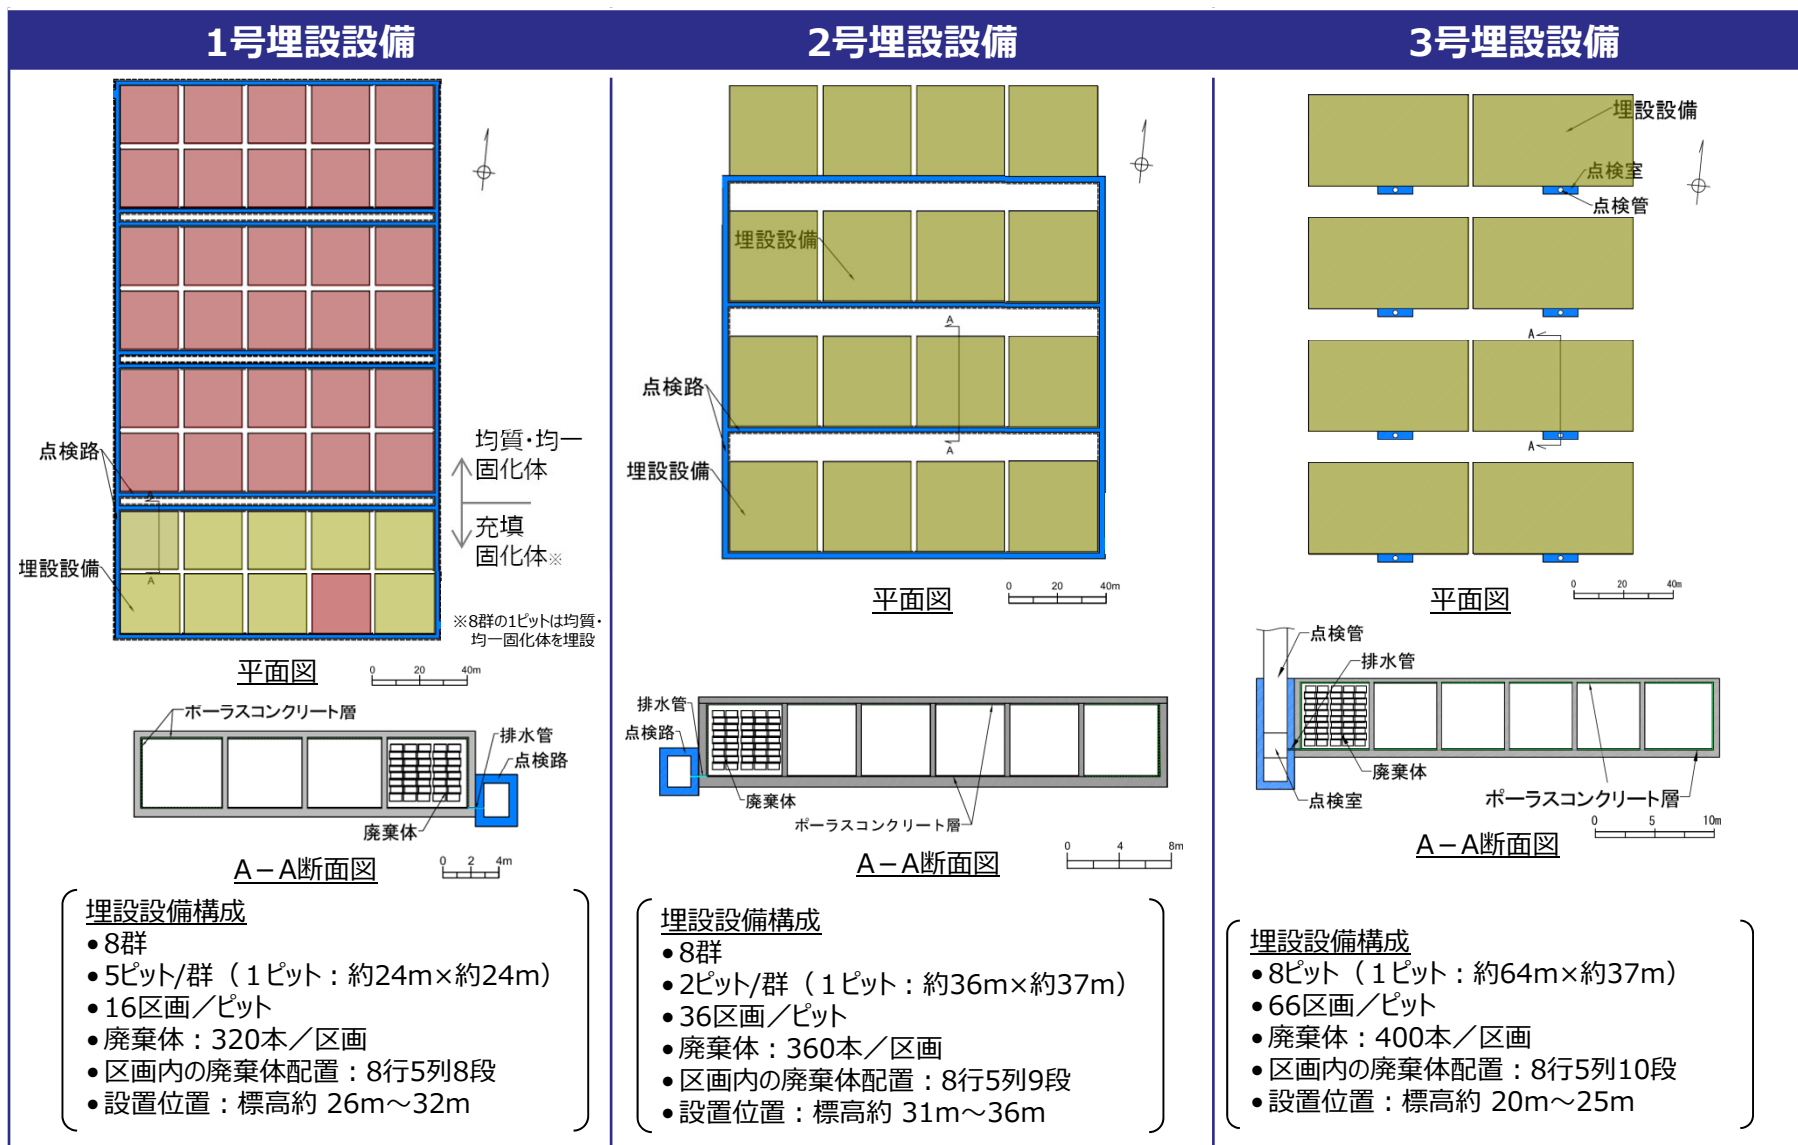 1号埋設設備
点検路
埋設設備
均質・均一
固化体
充填
固化体※
※8群の1ピットは均質・
均一固化体を埋設
A
A
平面図
0 20 40m
ポーラスコンクリート層
排水管
点検路
廃棄体
A－A断面図
0 2 4m
埋設設備構成
•8群
•5ピット/群（1ピット：約24m×約24m）
•16区画／ピット
•廃棄体：320本／区画
•区画内の廃棄体配置：8行5列8段
•設置位置：標高約 26m～32m
2号埋設設備
埋設設備
点検路
埋設設備
A
A
平面図
0 20 40m
排水管
点検路
廃棄体
ポーラスコンクリート層
A－A断面図
0 4 8m
埋設設備構成
•8群
•2ピット/群（1ピット：約36m×約37m）
•36区画／ピット
•廃棄体：360本／区画
•区画内の廃棄体配置：8行5列9段
•設置位置：標高約 31m～36m
3号埋設設備
埋設設備
点検室
点検管
A
A
平面図
0 20 40m
点検管
排水管
廃棄体
点検室
ポーラスコンクリート層
A－A断面図
0 5 10m
埋設設備構成
•8ピット（1ピット：約64m×約37m）
•66区画／ピット
•廃棄体：400本／区画
•区画内の廃棄体配置：8行5列10段
•設置位置：標高約 20m～25m